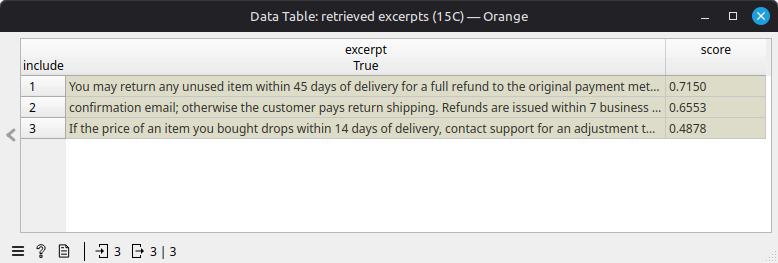 Data Table: retrieved excerpts (15C) — Orange
excerpt score
include True
1 You may return any unused item within 45 days of delivery for a full refund to the original payment met... 0.7150
2 confirmation email; otherwise the customer pays return shipping. Refunds are issued within 7 business ... 0.6553
3 If the price of an item you bought drops within 14 days of delivery, contact support for an adjustment t... 0.4878
3 3 | 3